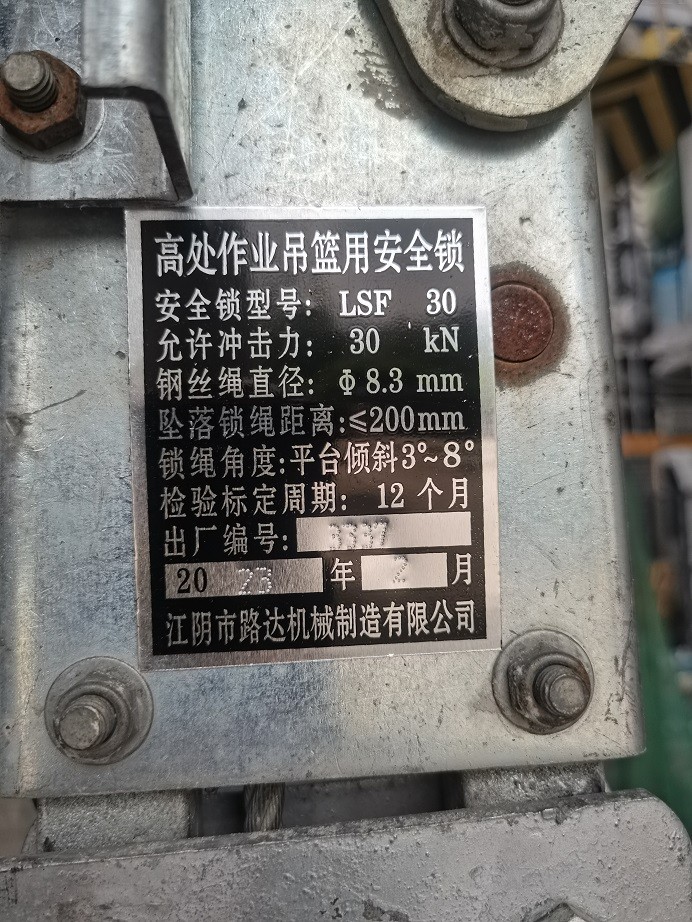 高处作业吊篮用安全锁
安全锁型号: LSF 30
允许冲击力: 30 kN
钢丝绳直径: Φ 8.3 mm
坠落锁绳距离:≤200mm
锁绳角度:平台倾斜3°~8°
检验标定周期: 12 个月
出厂编号:
20 23 年 2 月
江阴市路达机械制造有限公司